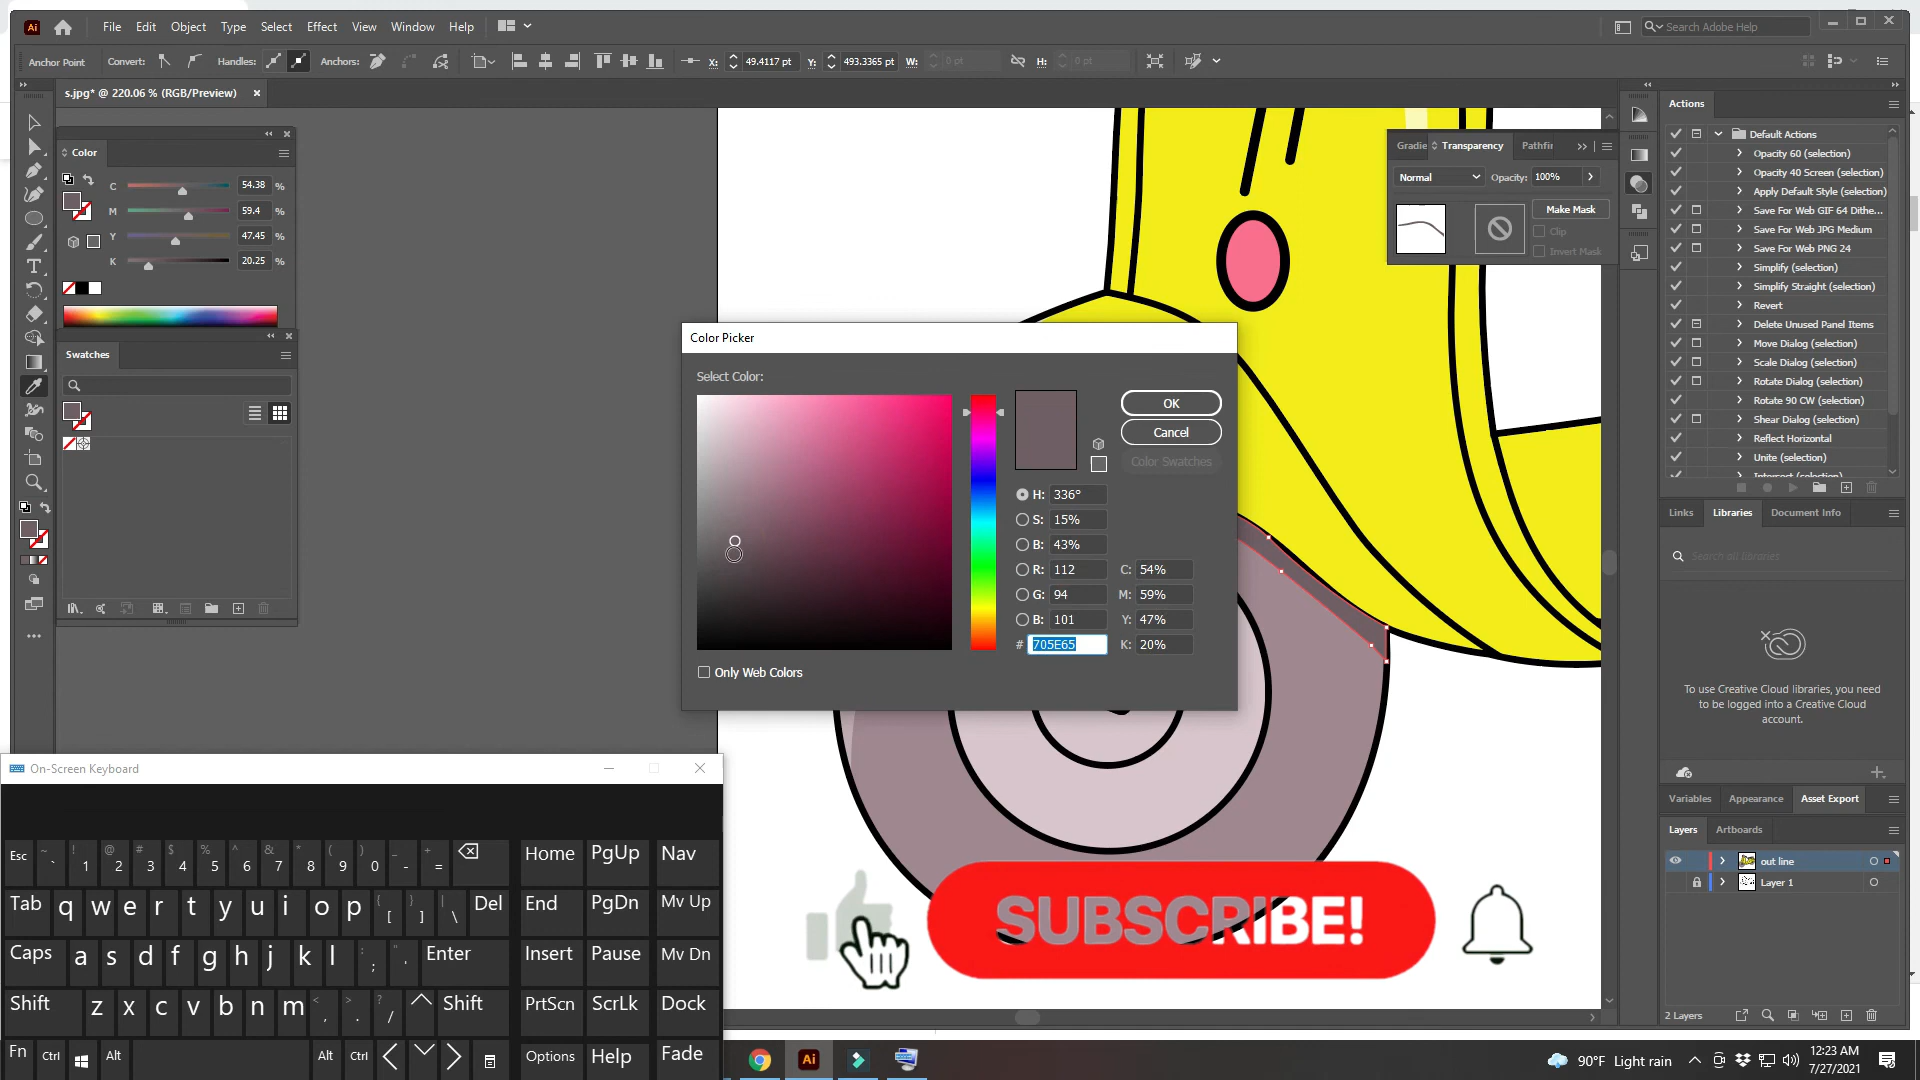 Ai File Edit Object Type Select Effect View Window Help Search Adobe Help
Anchor Point Convert: Handles: Anchors: X: 49.4117 pt Y: 493.3365 pt W: 0 pt H: 0 pt
s.jpg* @ 220.06 % (RGB/Preview) ×
Color
C 54.38 %
M 59.4 %
Y 47.45 %
K 20.25 %
Swatches
Gradie Transparency Pathfin
Normal Opacity: 100%
Make Mask
Clip
Invert Mask
Color Picker
Select Color:
OK
Cancel
Color Swatches
H: 336°
S: 15%
B: 43%
R: 112 C: 54%
G: 94 M: 59%
B: 101 Y: 47%
# 705E65 K: 20%
Only Web Colors
Actions
Default Actions
Opacity 60 (selection)
Opacity 40 Screen (selection)
Apply Default Style (selection)
Save For Web GIF 64 Dithe...
Save For Web JPG Medium
Save For Web PNG 24
Simplify (selection)
Simplify Straight (selection)
Revert
Delete Unused Panel Items
Move Dialog (selection)
Scale Dialog (selection)
Rotate Dialog (selection)
Rotate 90 CW (selection)
Shear Dialog (selection)
Reflect Horizontal
Unite (selection)
Intersect (selection)
Links Libraries Document Info
Search all libraries
To use Creative Cloud libraries, you need
to be logged into a Creative Cloud
account.
Variables Appearance Asset Export
Layers Artboards
out line
Layer 1
2 Layers
SUBSCRIBE!
On-Screen Keyboard
Esc ~ ` ! 1 @ 2 # 3 $ 4 % 5 ^ 6 & 7 * 8 ( 9 ) 0 _ - + = Home PgUp Nav
Tab q w e r t y u i o p { [ } ] | \ Del End PgDn Mv Up
Caps a s d f g h j k l : ; " ' Enter Insert Pause Mv Dn
Shift z x c v b n m < , > . ? / Shift PrtScn ScrLk Dock
Fn Ctrl Alt Alt Ctrl Options Help Fade
Ai 90°F Light rain 12:23 AM
7/27/2021